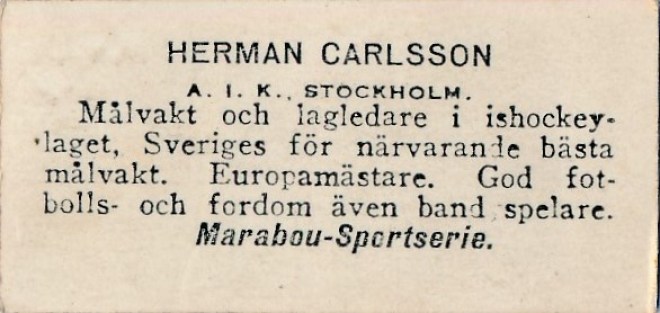 HERMAN CARLSSON
A. I. K., STOCKHOLM.
Målvakt och lagledare i ishockey-
laget, Sveriges för närvarande bästa
målvakt. Europamästare. God fot-
bolls- och fordom även band spelare.
Marabou-Sportserie.